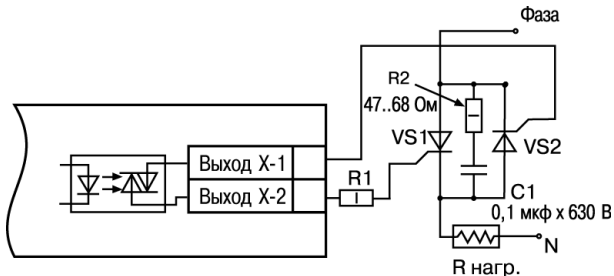 Фаза
R2
47..68 Ом
VS1
VS2
Выход X-1
Выход X-2
R1
C1
0,1 мкф x 630 В
N
R нагр.